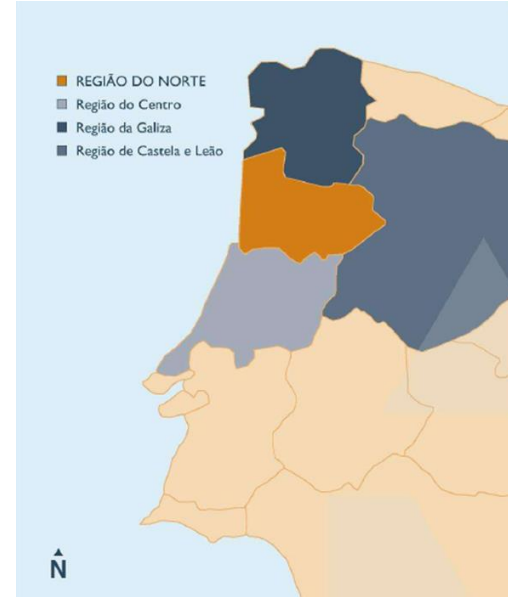 REGIÃO DO NORTE
Região do Centro
Região da Galiza
Região de Castela e Leão
N